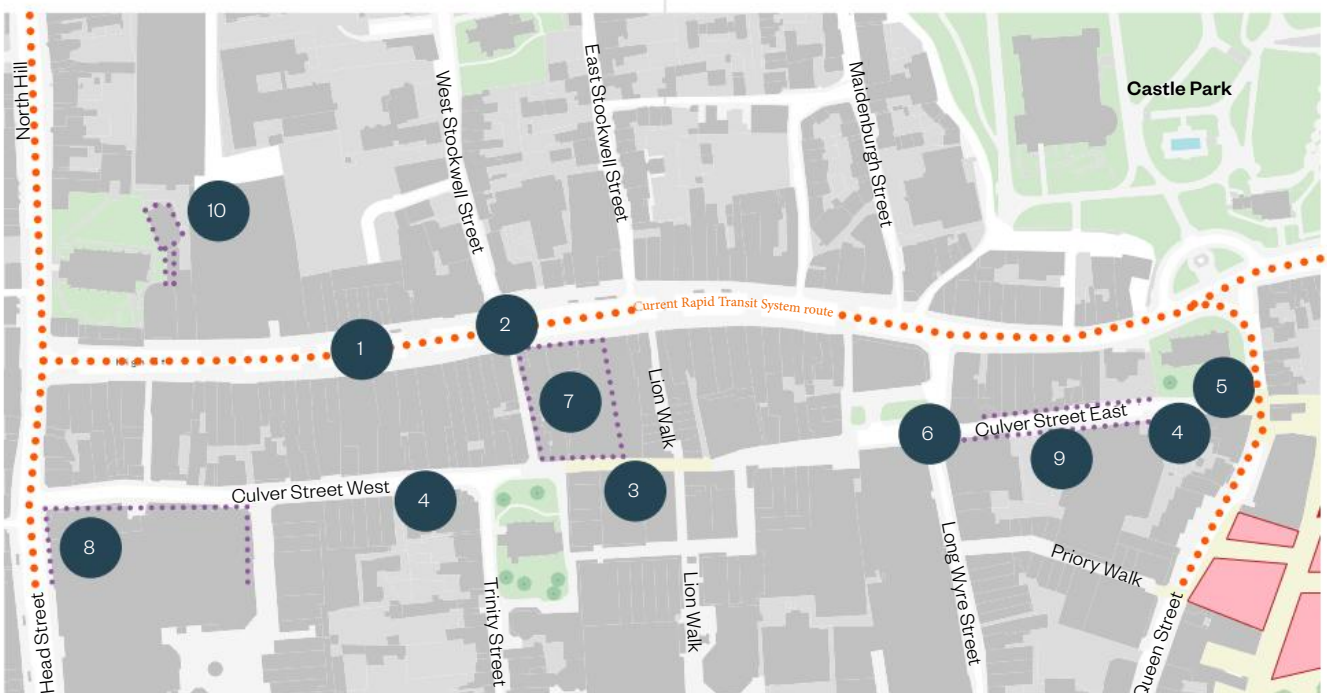 North Hill
West Stockwell Street
East Stockwell Street
Maidenburgh Street
Castle Park
10
Current Rapid Transit System route
2
1
5
Lion Walk
7
Culver Street East
6
4
9
Culver Street West
4
3
8
Long Wyre Street
Priory Walk
Head Street
Trinity Street
Lion Walk
Queen Street